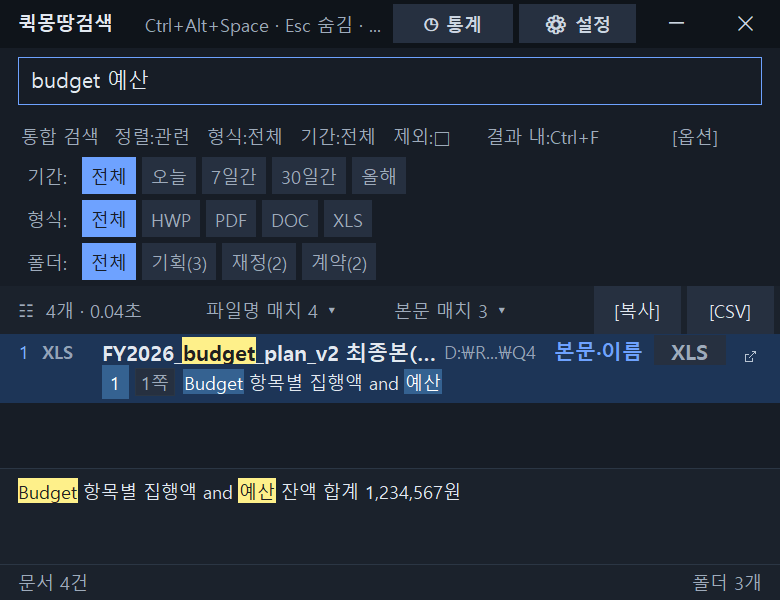 퀵몽땅검색 Ctrl+Alt+Space · Esc 숨김 · ... 통계 설정
budget 예산
통합 검색 정렬:관련 형식:전체 기간:전체 제외:□ 결과 내:Ctrl+F [옵션]
기간: 전체 오늘 7일간 30일간 올해
형식: 전체 HWP PDF DOC XLS
폴더: 전체 기획(3) 재정(2) 계약(2)
4개 · 0.04초 파일명 매치 4 ▾ 본문 매치 3 ▾ [복사] [CSV]
1 XLS FY2026_budget_plan_v2 최종본(... D:₩R...₩Q4 본문·이름 XLS
1 1쪽 Budget 항목별 집행액 and 예산
Budget 항목별 집행액 and 예산 잔액 합계 1,234,567원
문서 4건 폴더 3개